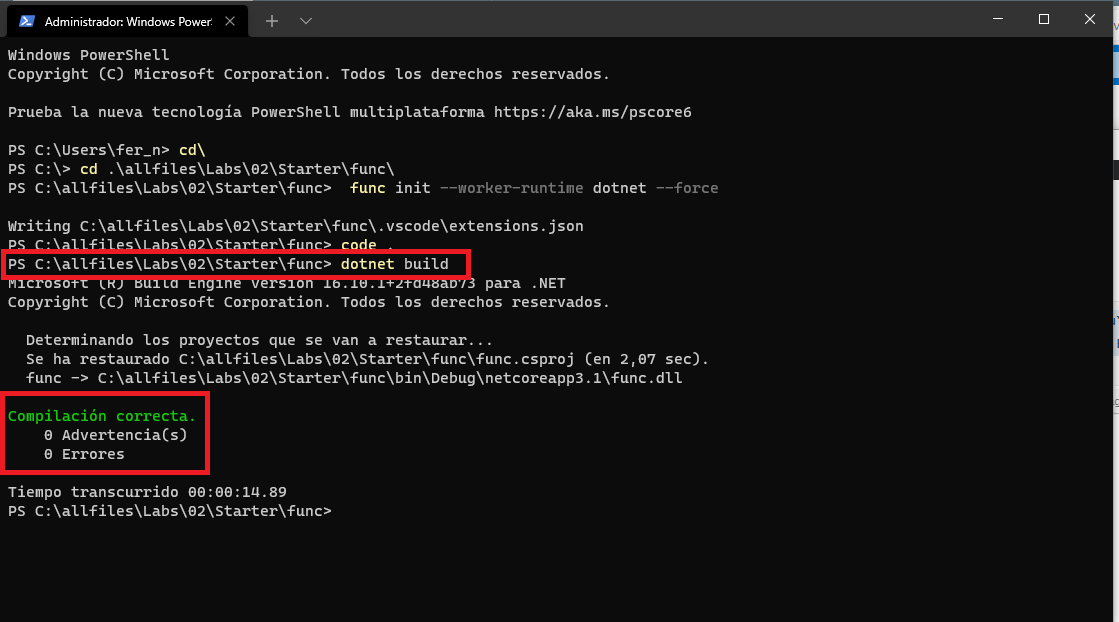 Administrador: Windows Power
Windows PowerShell
Copyright (C) Microsoft Corporation. Todos los derechos reservados.
Prueba la nueva tecnología PowerShell multiplataforma https://aka.ms/pscore6
PS C:\Users\fer_n> cd\
PS C:\> cd .\allfiles\Labs\02\Starter\func\
PS C:\allfiles\Labs\02\Starter\func>  func init --worker-runtime dotnet --force
Writing C:\allfiles\Labs\02\Starter\func\.vscode\extensions.json
PS C:\allfiles\Labs\02\Starter\func> code .
PS C:\allfiles\Labs\02\Starter\func> dotnet build
Microsoft (R) Build Engine versión 16.10.1+2fd48ab73 para .NET
Copyright (C) Microsoft Corporation. Todos los derechos reservados.
  Determinando los proyectos que se van a restaurar...
  Se ha restaurado C:\allfiles\Labs\02\Starter\func\func.csproj (en 2,07 sec).
  func -> C:\allfiles\Labs\02\Starter\func\bin\Debug\netcoreapp3.1\func.dll
Compilación correcta.
    0 Advertencia(s)
    0 Errores
Tiempo transcurrido 00:00:14.89
PS C:\allfiles\Labs\02\Starter\func>